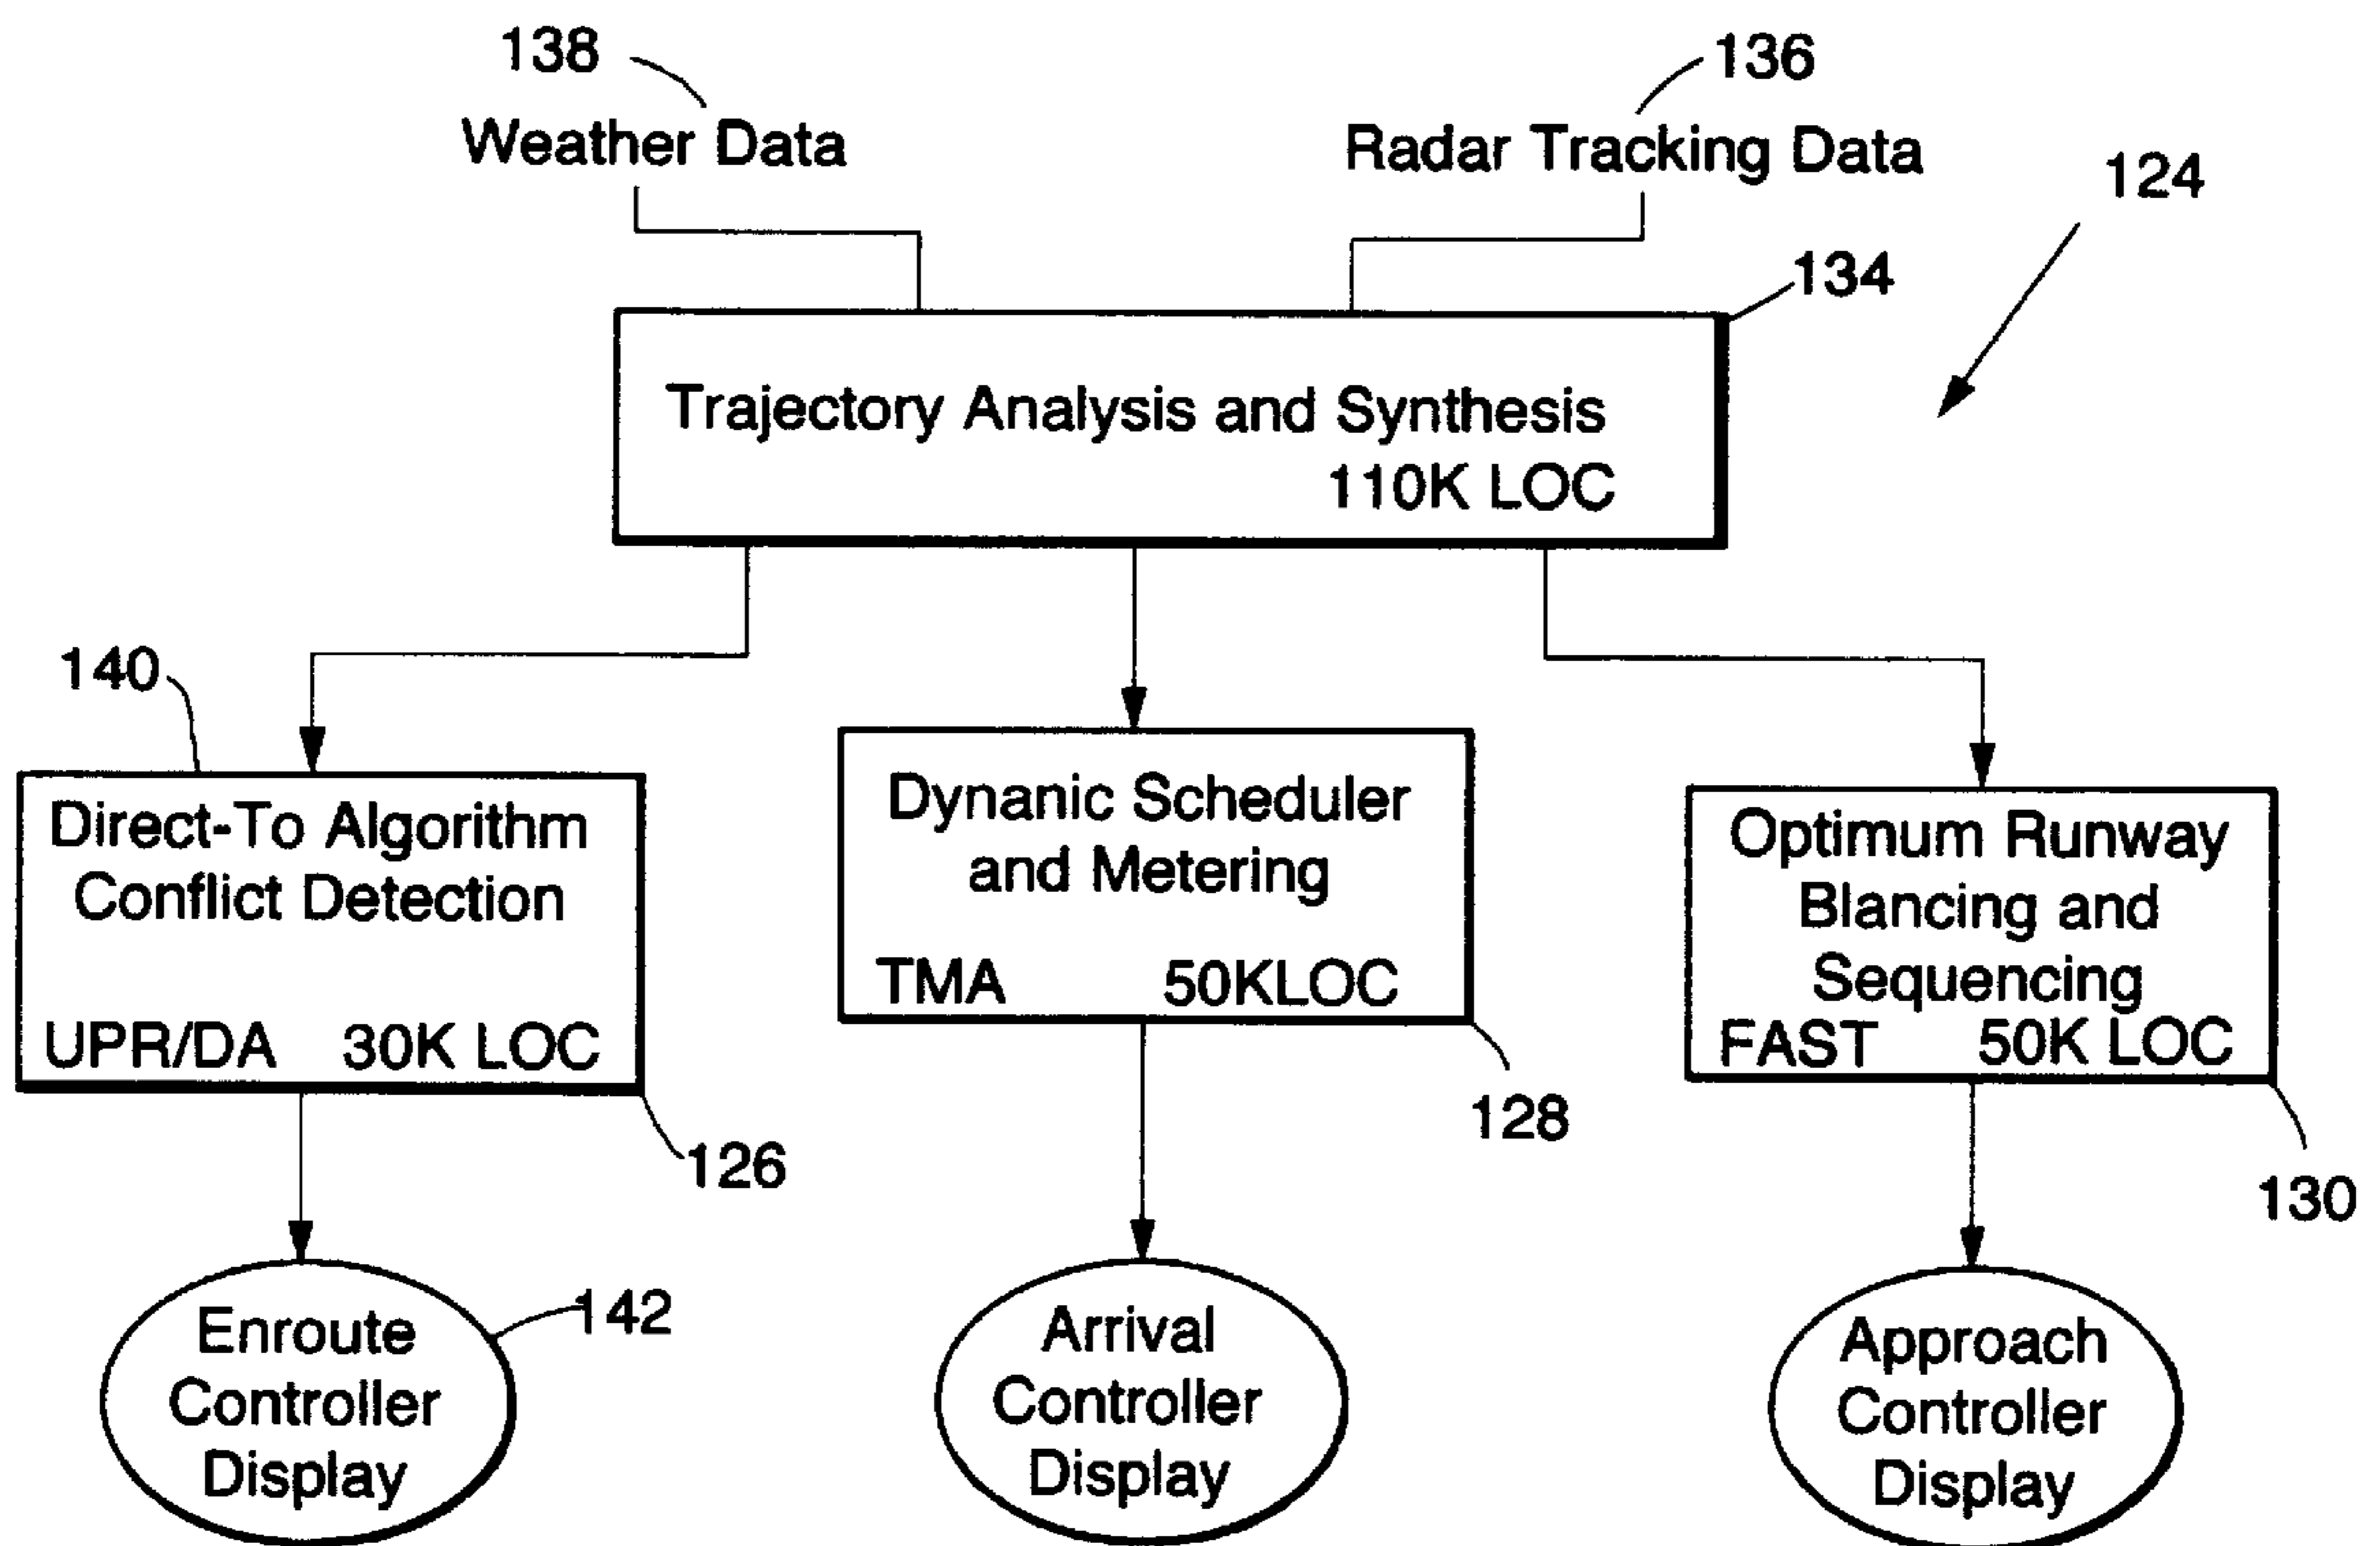 138
136
Weather Data
Radar Tracking Data
124
134
Trajectory Analysis and Synthesis
110K LOC
140
Direct-To Algorithm
Conflict Detection
UPR/DA 30K LOC
126
Dynanic Scheduler
and Metering
TMA 50KLOC
128
Optimum Runway
Blancing and
Sequencing
FAST 50K LOC
130
Enroute
Controller
Display
142
Arrival
Controller
Display
Approach
Controller
Display